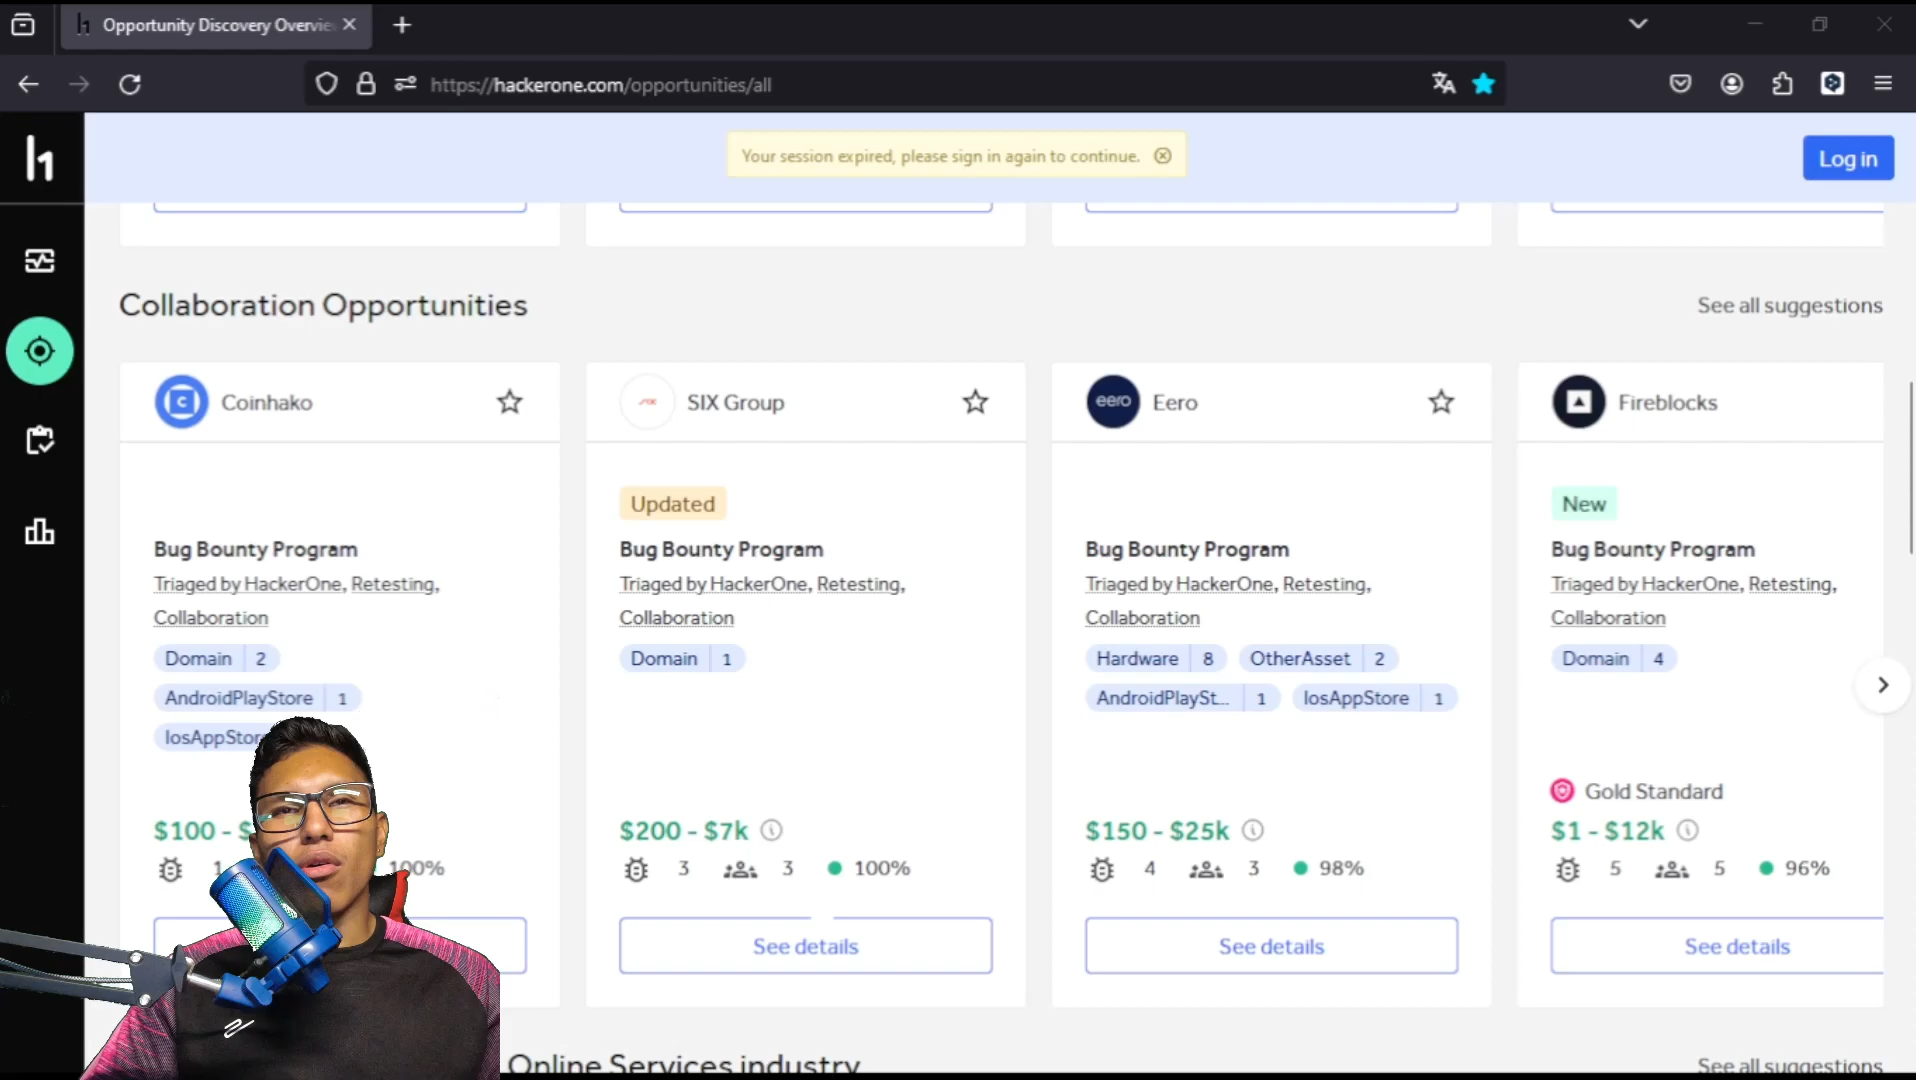 Opportunity Discovery Overvie
https://hackerone.com/opportunities/all
Your session expired, please sign in again to continue.
Log in
Collaboration Opportunities
See all suggestions
Coinhako
Bug Bounty Program
Triaged by HackerOne, Retesting,
Collaboration
Domain 2
AndroidPlayStore 1
IosAppStore
$100 - $
100%
SIX Group
Updated
Bug Bounty Program
Triaged by HackerOne, Retesting,
Collaboration
Domain 1
$200 - $7k
3 3 100%
See details
eero
Eero
Bug Bounty Program
Triaged by HackerOne, Retesting,
Collaboration
Hardware 8 OtherAsset 2
AndroidPlaySt... 1 IosAppStore 1
$150 - $25k
4 3 98%
See details
Fireblocks
New
Bug Bounty Program
Triaged by HackerOne, Retesting,
Collaboration
Domain 4
Gold Standard
$1 - $12k
5 5 96%
See details
Online Services industry
See all suggestions